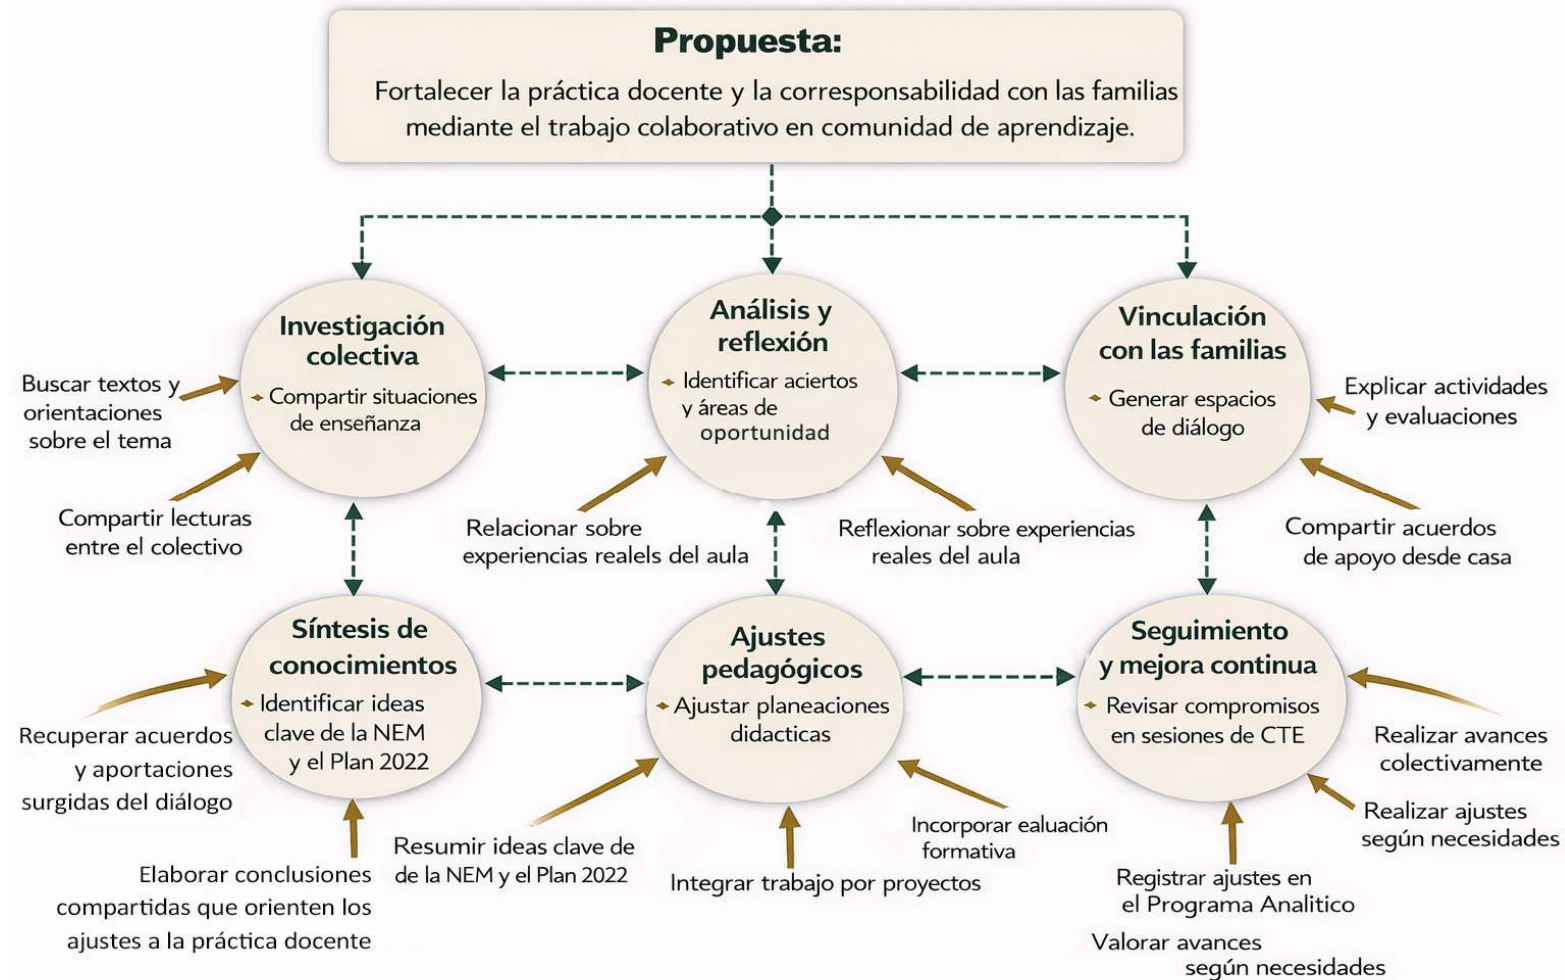 Propuesta:
Fortalecer la práctica docente y la corresponsabilidad con las familias
mediante el trabajo colaborativo en comunidad de aprendizaje.
Investigación
colectiva
Compartir situaciones
de enseñanza
Buscar textos y
orientaciones
sobre el tema
Compartir lecturas
entre el colectivo
Análisis y
reflexión
Identificar aciertos
y áreas de
oportunidad
Relacionar sobre
experiencias realels del aula
Reflexionar sobre experiencias
reales del aula
Vinculación
con las familias
Generar espacios
de diálogo
Explicar actividades
y evaluaciones
Compartir acuerdos
de apoyo desde casa
Síntesis de
conocimientos
Identificar ideas
clave de la NEM
y el Plan 2022
Recuperar acuerdos
y aportaciones
surgidas del diálogo
Elaborar conclusiones
compartidas que orienten los
ajustes a la práctica docente
Ajustes
pedagógicos
Ajustar planeaciones
didacticas
Resumir ideas clave de
de la NEM y el Plan 2022
Integrar trabajo por proyectos
Incorporar ealuación
formativa
Seguimiento
y mejora continua
Revisar compromisos
en sesiones de CTE
Realizar avances
colectivamente
Realizar ajustes
según necesidades
Registrar ajustes en
el Programa Analitico
Valorar avances
según necesidades